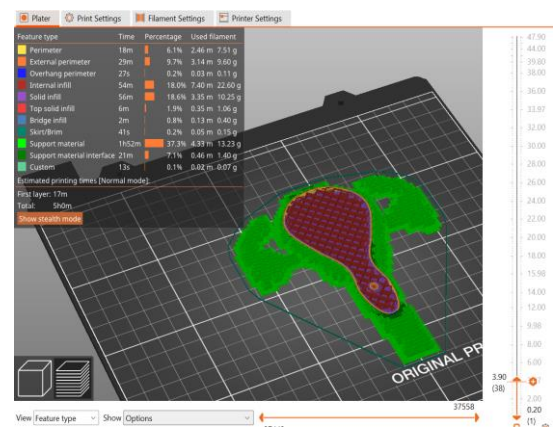 Plater Print Settings Filament Settings Printer Settings
Feature type Time Percentage Used filament
Perimeter 18m 6.1% 2.46 m 7.51 g
External perimeter 29m 9.7% 3.14 m 9.60 g
Overhang perimeter 27s 0.2% 0.03 m 0.11 g
Internal infill 54m 18.0% 7.40 m 22.60 g
Solid infill 56m 18.6% 3.35 m 10.25 g
Top solid infill 6m 1.9% 0.35 m 1.06 g
Bridge infill 2m 0.8% 0.13 m 0.40 g
Skirt/Brim 41s 0.2% 0.05 m 0.15 g
Support material 1h52m 37.3% 4.33 m 13.23 g
Support material interface 21m 7.1% 0.46 m 1.40 g
Custom 13s 0.1% 0.02 m 0.07 g
Estimated printing times [Normal mode]:
First layer: 17m
Total: 5h0m
Show stealth mode
ORIGINAL PR
47.90
44.90
39.80
38.00
36.00
33.97
32.00
30.00
28.00
26.00
24.00
22.00
20.00
18.00
15.98
14.00
12.00
9.98
8.00
6.00
3.90
(38)
2.00
0.20
(1)
37558
View Feature type Show Options